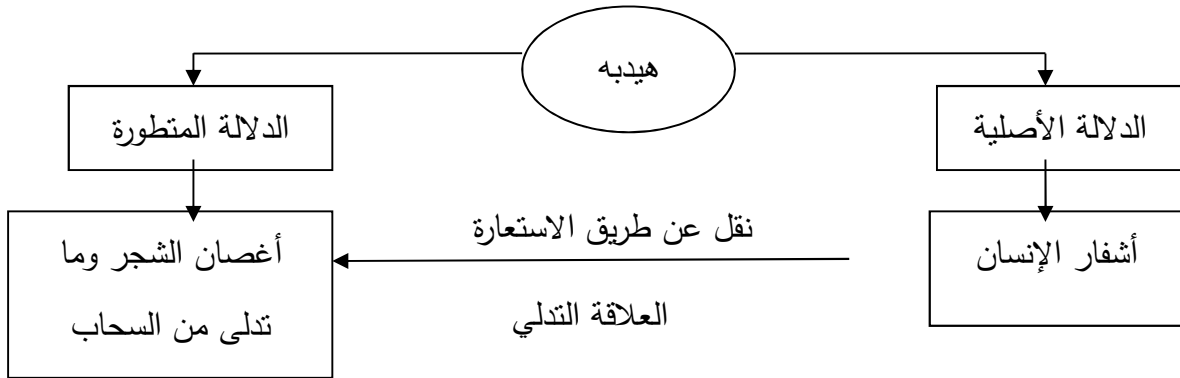 هيدبه
الدلالة الأصلية
الدلالة المتطورة
أشفار الإنسان
نقل عن طريق الاستعارة
العلاقة التدلي
أغصان الشجر وما
تدلى من السحاب